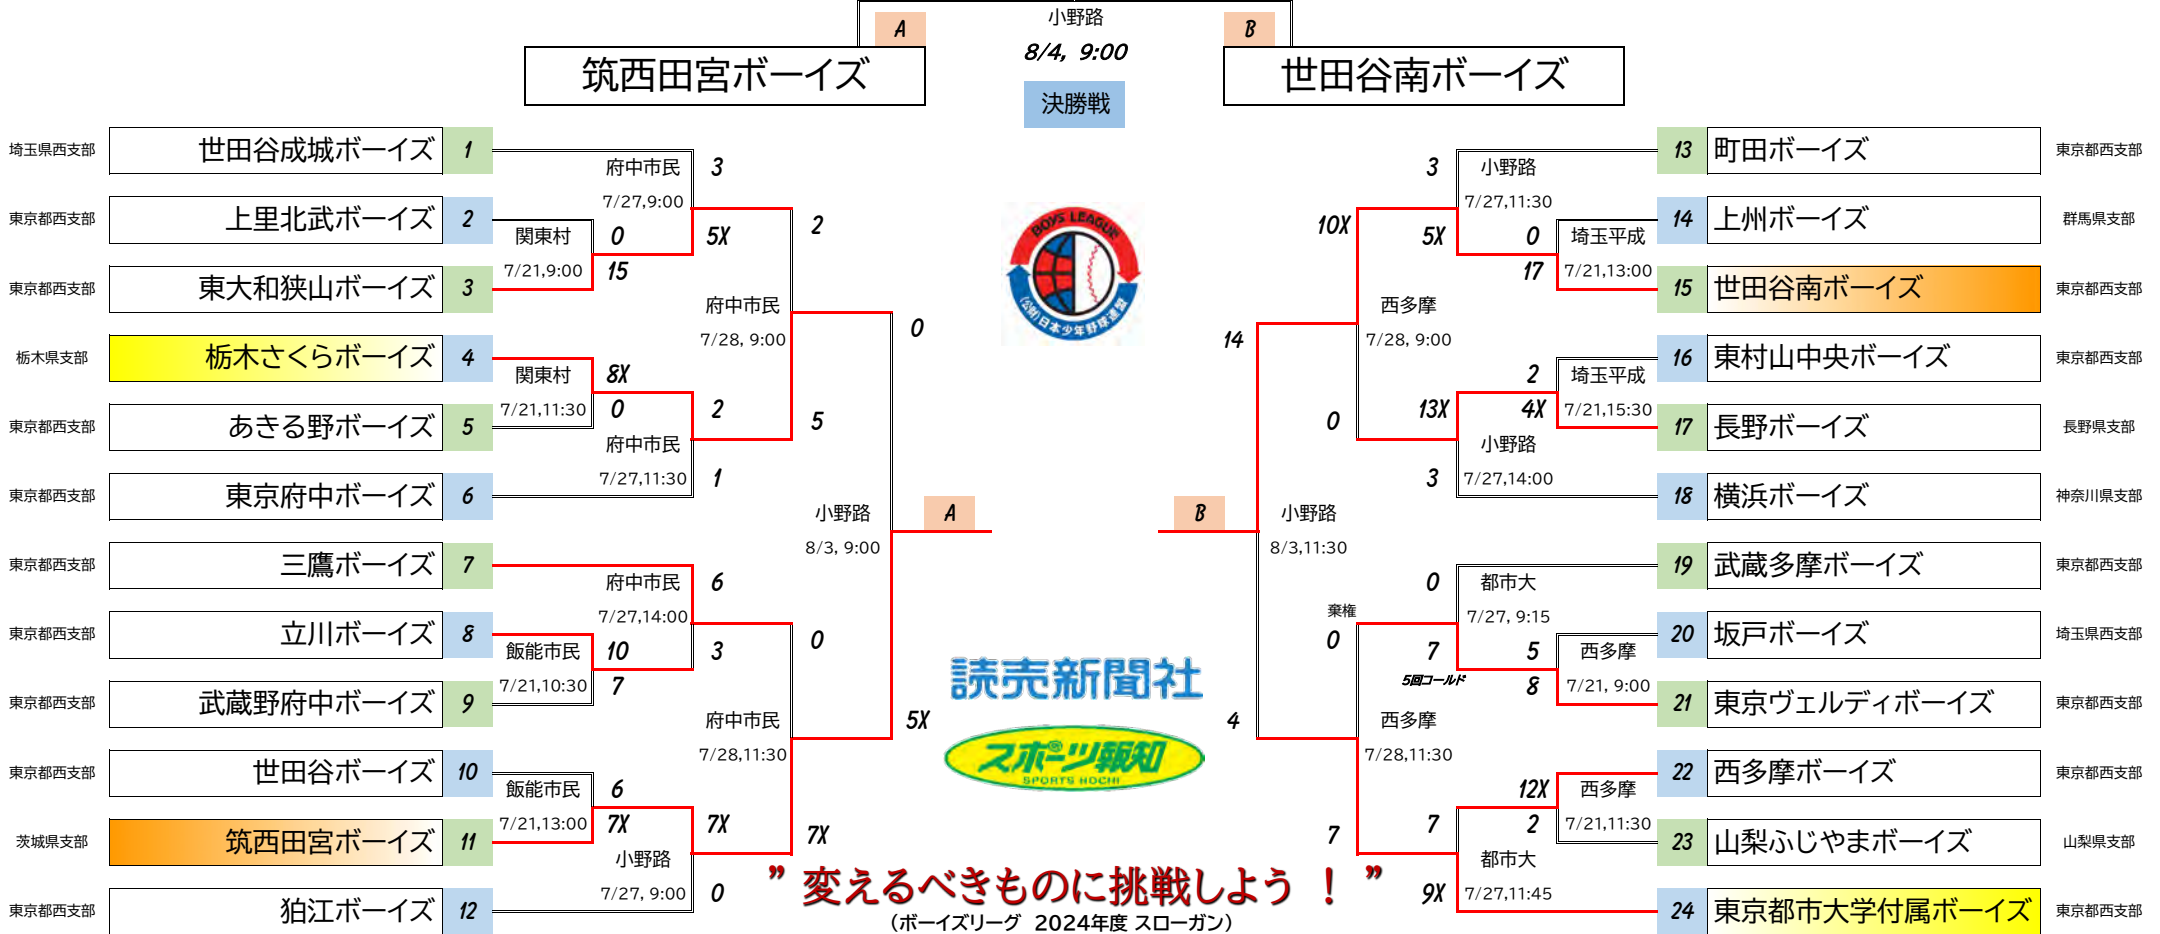 A
小野路
B
8/4, 9:00
筑西田宮ボーイズ
世田谷南ボーイズ
決勝戦
埼玉県西支部 世田谷成城ボーイズ 1
東京都西支部 上里北武ボーイズ 2
東京都西支部 東大和狭山ボーイズ 3
栃木県支部 栃木さくらボーイズ 4
東京都西支部 あきる野ボーイズ 5
東京都西支部 東京府中ボーイズ 6
東京都西支部 三鷹ボーイズ 7
東京都西支部 立川ボーイズ 8
東京都西支部 武蔵野府中ボーイズ 9
東京都西支部 世田谷ボーイズ 10
茨城県支部 筑西田宮ボーイズ 11
東京都西支部 狛江ボーイズ 12
関東村 0
7/21,9:00 15
関東村 8X
7/21,11:30 0
飯能市民 10
7/21,10:30 7
飯能市民 6
7/21,13:00 7X
府中市民 3
7/27,9:00
5X
2
府中市民 1
7/27,11:30
府中市民 6
7/27,14:00
3
7X
小野路
7/27, 9:00 0
2
府中市民
7/28, 9:00
5
0
府中市民
7/28,11:30
7X
0
小野路
8/3, 9:00
5X
A
BOYS LEAGUE
(公財)日本少年野球連盟
読売新聞社
スポーツ報知
SPORTS HOCHI
” 変えるべきものに挑戦しよう ! ”
(ボーイズリーグ 2024年度 スローガン)
B
14
小野路
8/3,11:30
4
10X
西多摩
7/28, 9:00
0
棄権
0
西多摩
7/28,11:30
7
3 小野路
7/27,11:30
5X
13X
小野路
3 7/27,14:00
0 都市大
7/27, 9:15
7
5回コールド
7
都市大
9X 7/27,11:45
0 埼玉平成
17 7/21,13:00
2 埼玉平成
4X 7/21,15:30
5 西多摩
8 7/21, 9:00
12X 西多摩
2 7/21,11:30
13 町田ボーイズ 東京都西支部
14 上州ボーイズ 群馬県支部
15 世田谷南ボーイズ 東京都西支部
16 東村山中央ボーイズ 東京都西支部
17 長野ボーイズ 長野県支部
18 横浜ボーイズ 神奈川県支部
19 武蔵多摩ボーイズ 東京都西支部
20 坂戸ボーイズ 埼玉県西支部
21 東京ヴェルディボーイズ 東京都西支部
22 西多摩ボーイズ 東京都西支部
23 山梨ふじやまボーイズ 山梨県支部
24 東京都市大学付属ボーイズ 東京都西支部